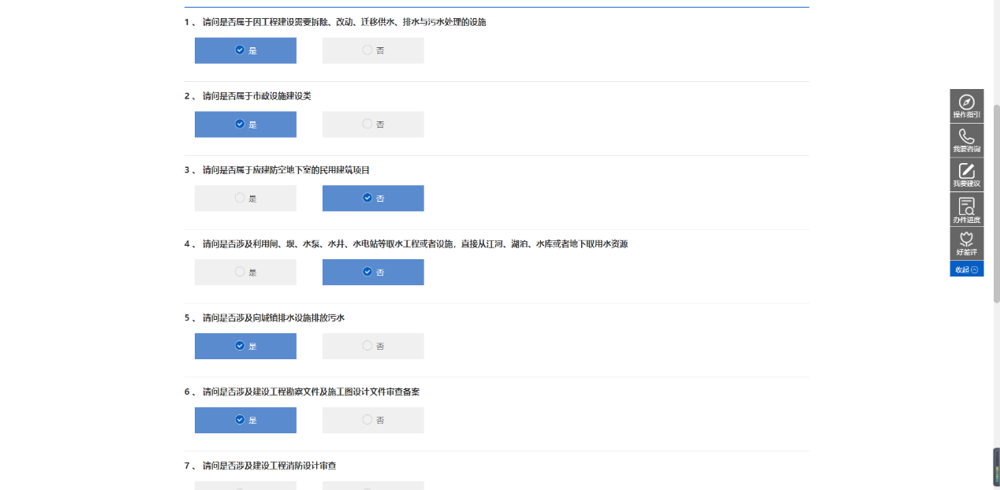 1 、 请问是否属于因工程建设需要拆除、改动、迁移供水、排水与污水处理的设施
是 否
2 、 请问是否属于市政设施建设类
是 否
3 、 请问是否属于应建防空地下室的民用建筑项目
是 否
4 、 请问是否涉及利用闸、坝、水泵、水井、水电站等取水工程或者设施，直接从江河、湖泊、水库或者地下取用水资源
是 否
5 、 请问是否涉及向城镇排水设施排放污水
是 否
6 、 请问是否涉及建设工程勘察文件及施工图设计文件审查备案
是 否
7 、 请问是否涉及建设工程消防设计审查
操作指引
我要咨询
我要建议
办件进度
好差评
收起